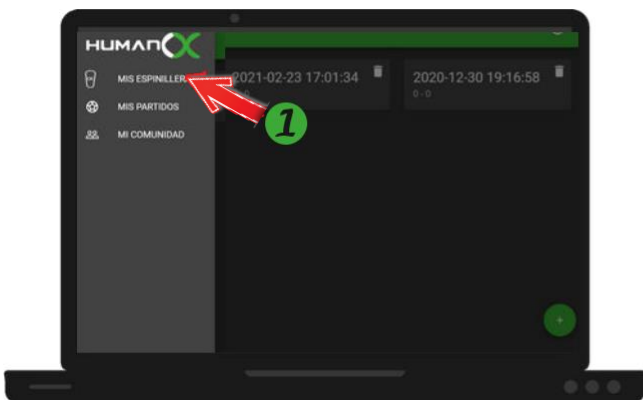 HUMANOX
MIS ESPINILLER
MIS PARTIDOS
MI COMUNIDAD
2021-02-23 17:01:34
2020-12-30 19:16:58
0 - 0
1
+